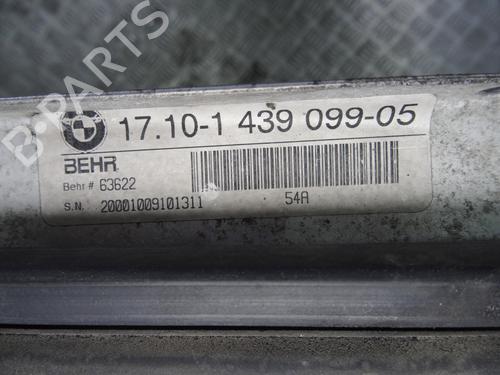 17.10-1 439 099-05
BEHR
Behr # 63622
S.N. 20001009101311
54A
B-PARTS